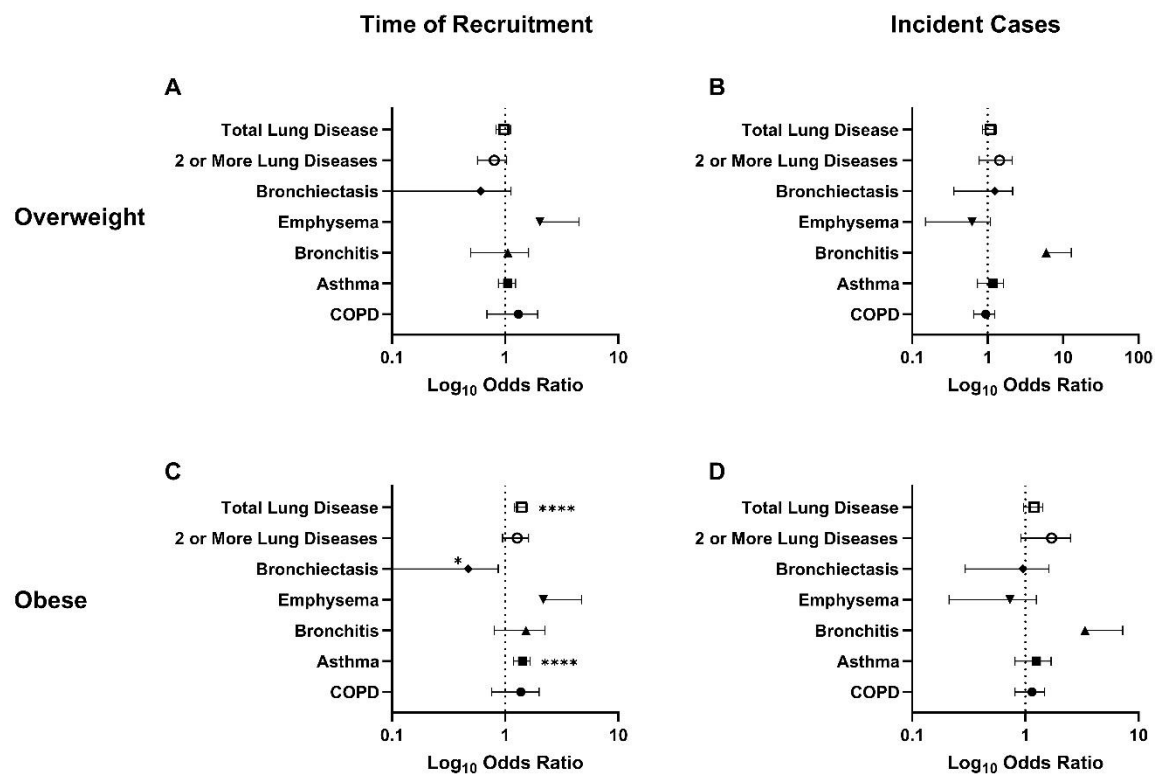 Time of Recruitment
Incident Cases
Overweight
A
Total Lung Disease
2 or More Lung Diseases
Bronchiectasis
Emphysema
Bronchitis
Asthma
COPD
0.1 1 10
Log₁₀ Odds Ratio
B
Total Lung Disease
2 or More Lung Diseases
Bronchiectasis
Emphysema
Bronchitis
Asthma
COPD
0.1 1 10 100
Log₁₀ Odds Ratio
Obese
C
Total Lung Disease ****
2 or More Lung Diseases
Bronchiectasis *
Emphysema
Bronchitis
Asthma ****
COPD
0.1 1 10
Log₁₀ Odds Ratio
D
Total Lung Disease
2 or More Lung Diseases
Bronchiectasis
Emphysema
Bronchitis
Asthma
COPD
0.1 1 10
Log₁₀ Odds Ratio